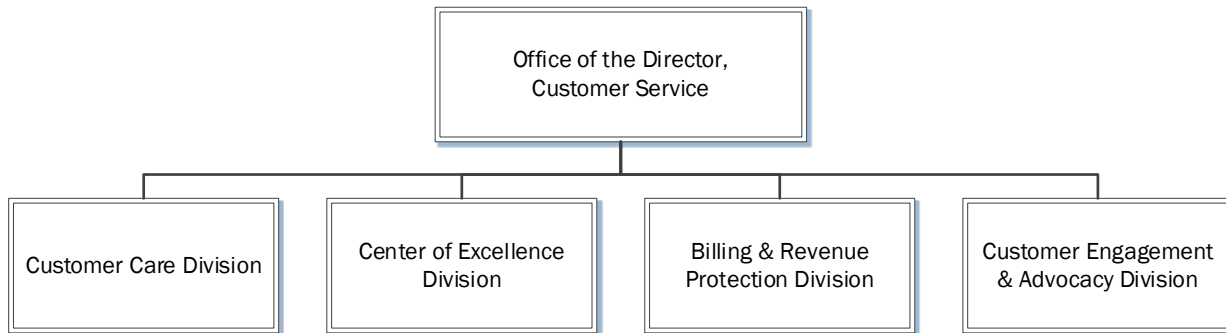 Office of the Director,
Customer Service
Customer Care Division
Center of Excellence
Division
Billing & Revenue
Protection Division
Customer Engagement
& Advocacy Division